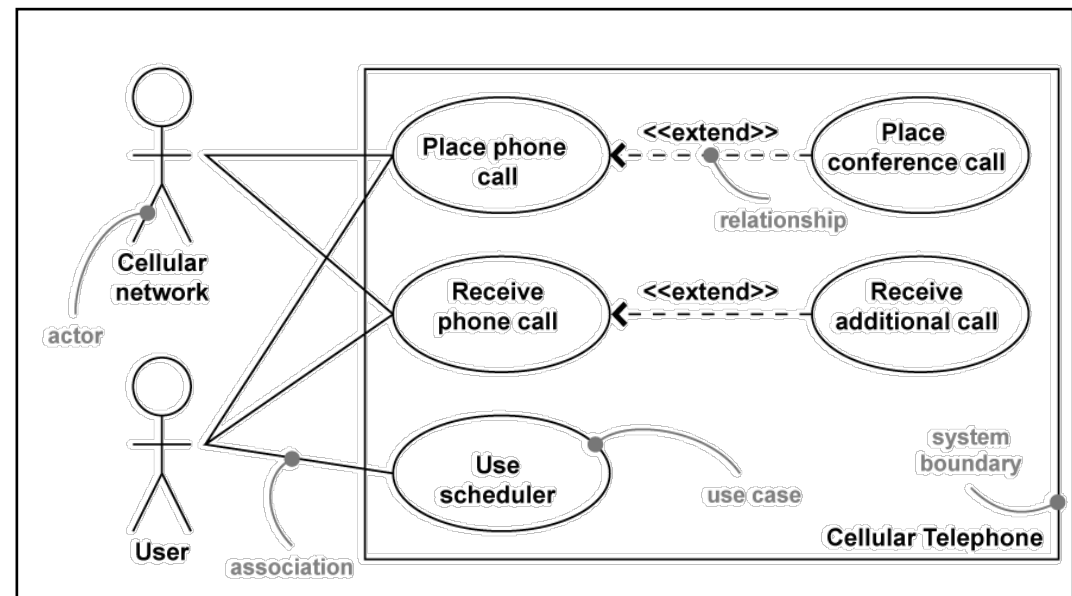 Place phone
call
<<extend>>
Place
conference call
relationship
Cellular
network
actor
Receive
phone call
<<extend>>
Receive
additional call
User
association
Use
scheduler
use case
system
boundary
Cellular Telephone